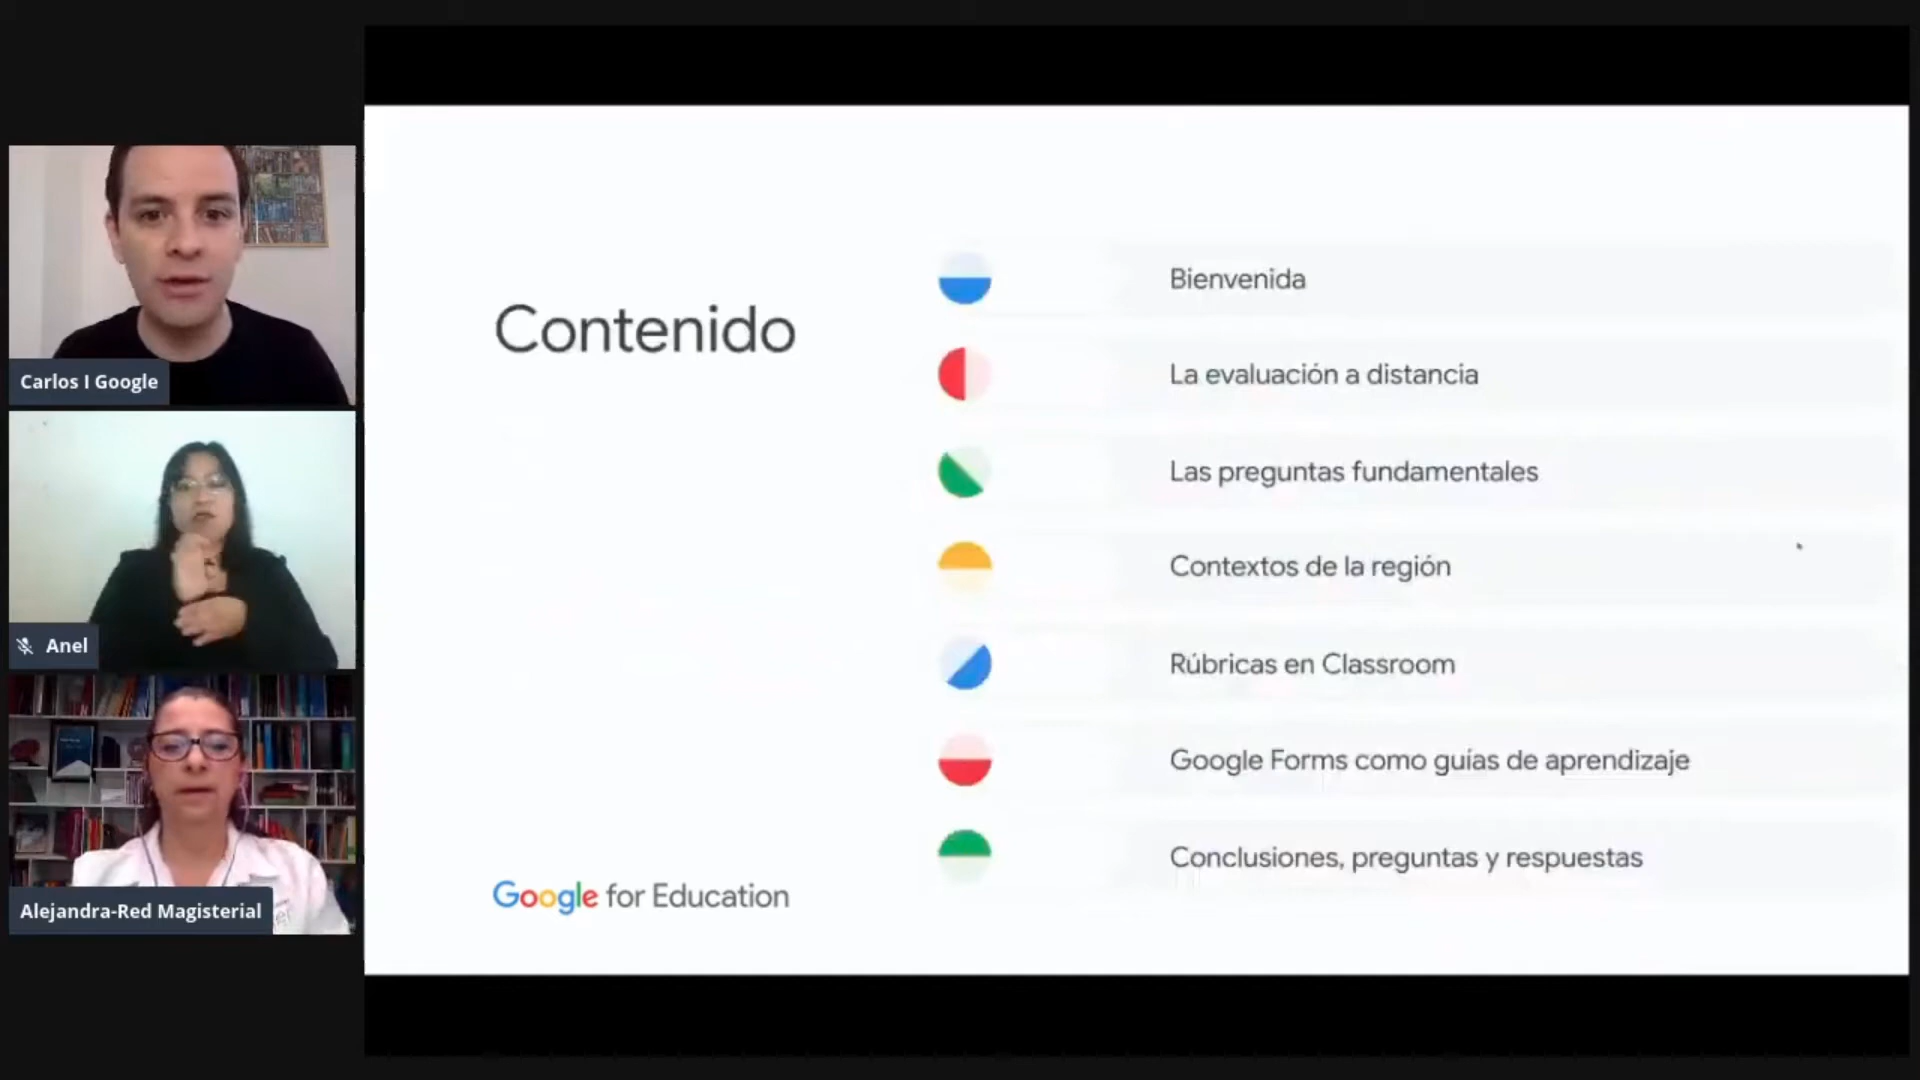 Carlos I Google
Anel
Alejandra-Red Magisterial
Contenido
Bienvenida
La evaluación a distancia
Las preguntas fundamentales
Contextos de la región
Rúbricas en Classroom
Google Forms como guías de aprendizaje
Conclusiones, preguntas y respuestas
Google for Education